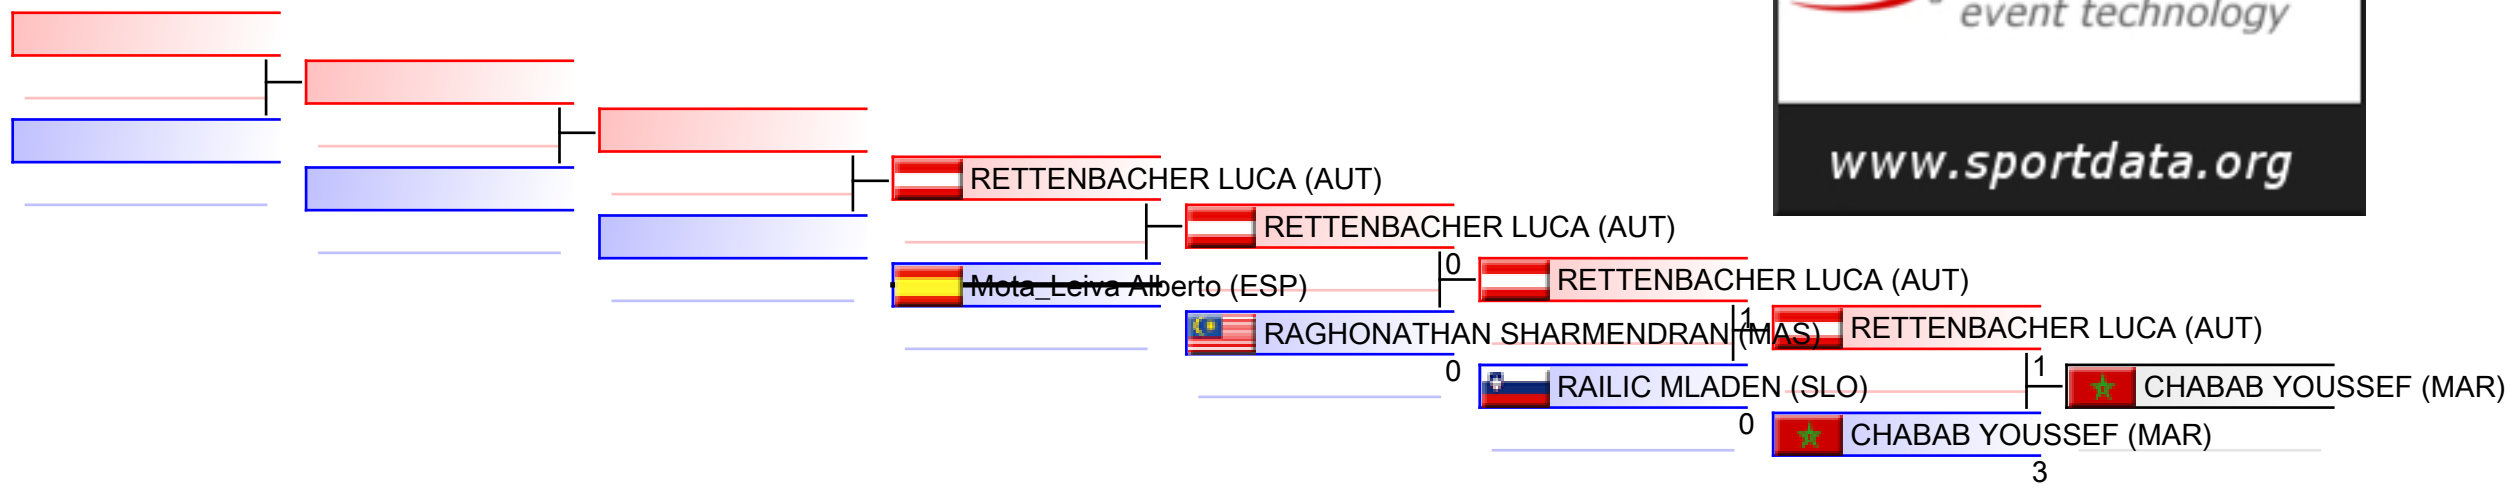 event technology
www.sportdata.org
RETTENBACHER LUCA (AUT)
RETTENBACHER LUCA (AUT)
0
Mota_Leiva Alberto (ESP)
RETTENBACHER LUCA (AUT)
1
RAGHONATHAN SHARMENDRAN (MAS)
0
RETTENBACHER LUCA (AUT)
1
RAILIC MLADEN (SLO)
0
CHABAB YOUSSEF (MAR)
CHABAB YOUSSEF (MAR)
3